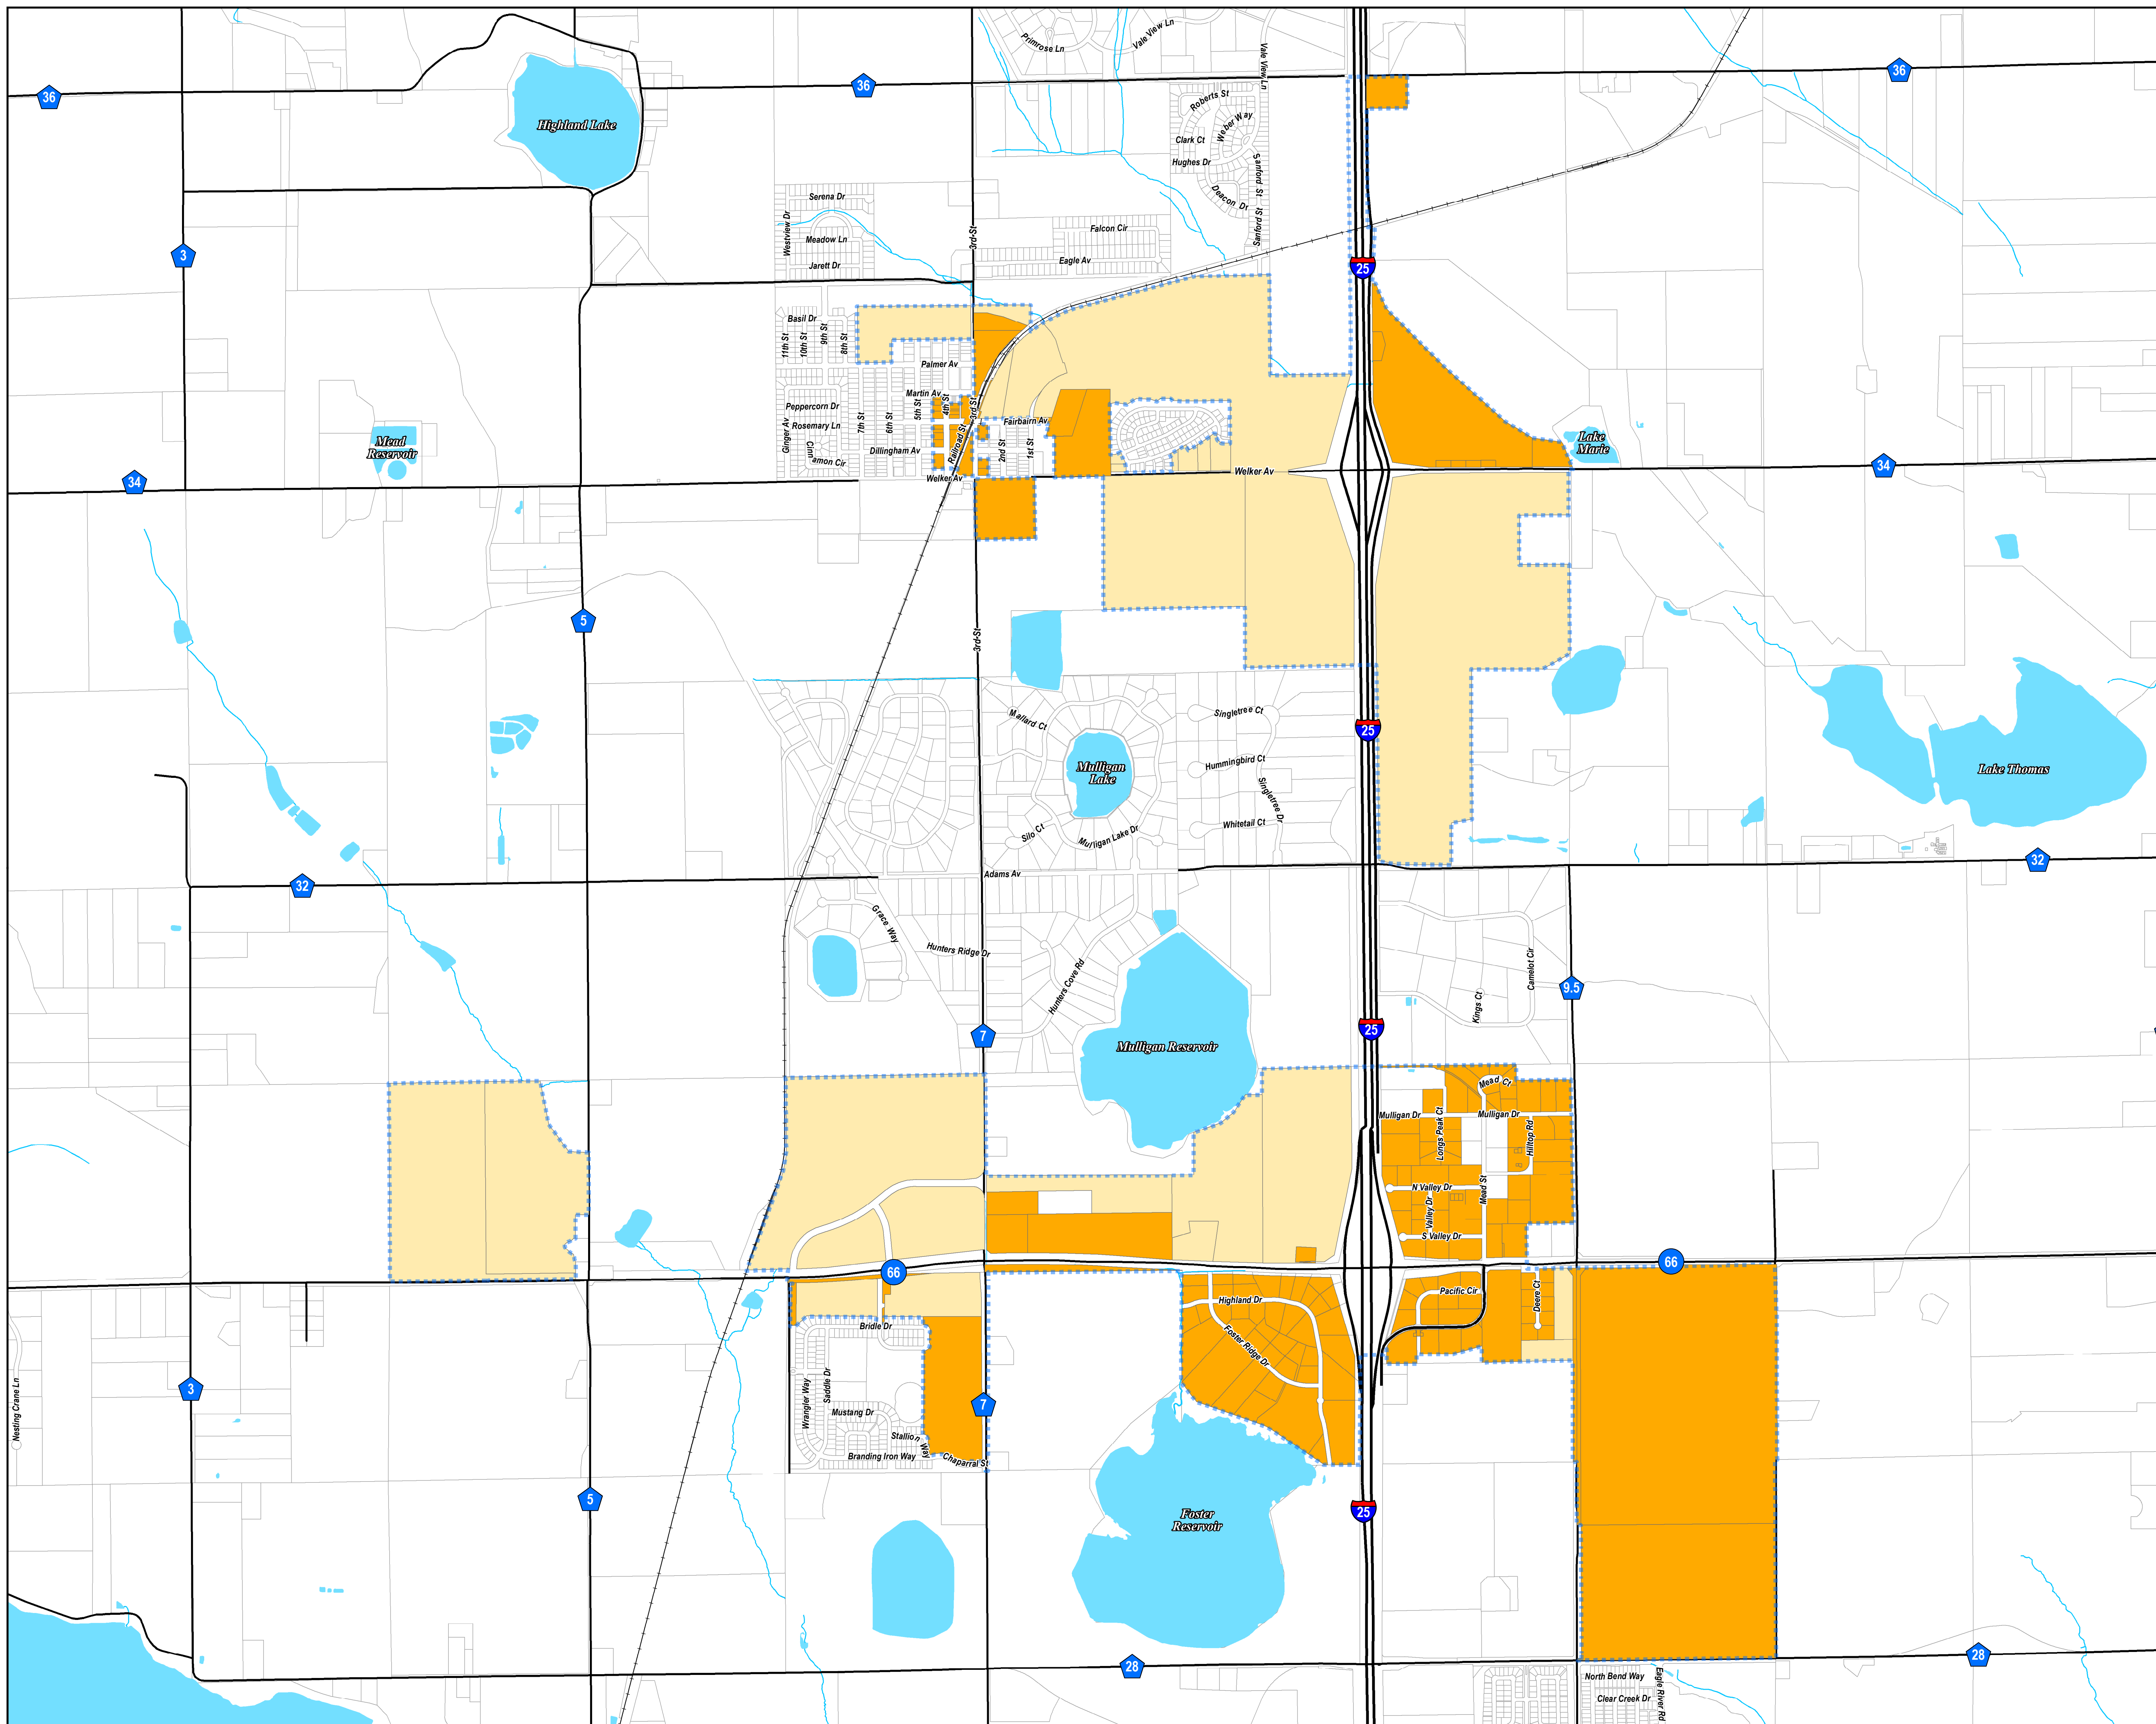 Primrose Ln
Vale View Ln
Vale View Ln
36
36
36
Highland Lake
Roberts St
Weber Way
Clark Ct
Hughes Dr
Sanford St
Deacon Dr
Sanford St
Serena Dr
Westview Dr
Meadow Ln
Jarett Dr
3rd St
Falcon Cir
Eagle Av
3
25
Basil Dr
11th St
10th St
9th St
8th St
Palmer Av
Martin Av
4th St
5th St
3rd St
Peppercorn Dr
Rosemary Ln
7th St
6th St
Fairbairn Av
Ginger Av
Cinn
amon Cir
Dillingham Av
Railroad St
2nd St
1st St
Mead
Reservoir
Lake
Marie
34
Welker Av
Welker Av
34
5
3rd St
Mallard Ct
Singletree Ct
25
Mulligan
Lake
Hummingbird Ct
Singletree Dr
Lake Thomas
Silo Ct
Mulligan Lake Dr
Whitetail Ct
32
Adams Av
32
Grace Way
Hunters Ridge Dr
Hunters Cove Rd
Camelot Cir
Kings Ct
9.5
7
25
Mulligan Reservoir
Mead Ct
Mulligan Dr
Longs Peak Ct
Mulligan Dr
Hilltop Rd
N Valley Dr
Valley Dr
Mead St
S Valley Dr
66
66
Highland Dr
Pacific Cir
Deere Ct
Bridle Dr
Foster Ridge Dr
Nesting Crane Ln
3
Wrangler Way
Saddle Dr
7
Mustang Dr
Stallion Way
Branding Iron Way
Chaparral St
5
25
Foster
Reservoir
28
28
North Bend Way
Clear Creek Dr
Eagle River Rd